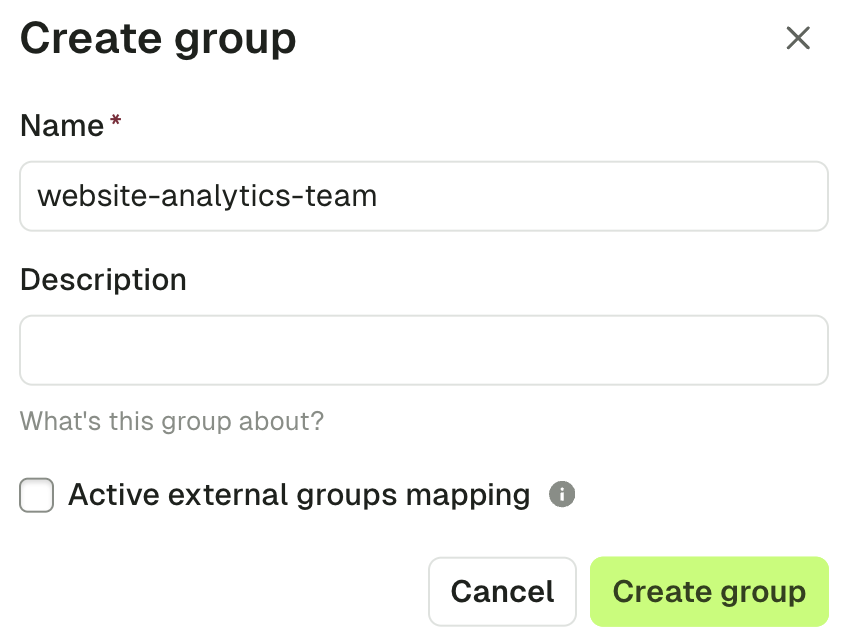 Create group
Name *
website-analytics-team
Description
What's this group about?
Active external groups mapping
Cancel
Create group